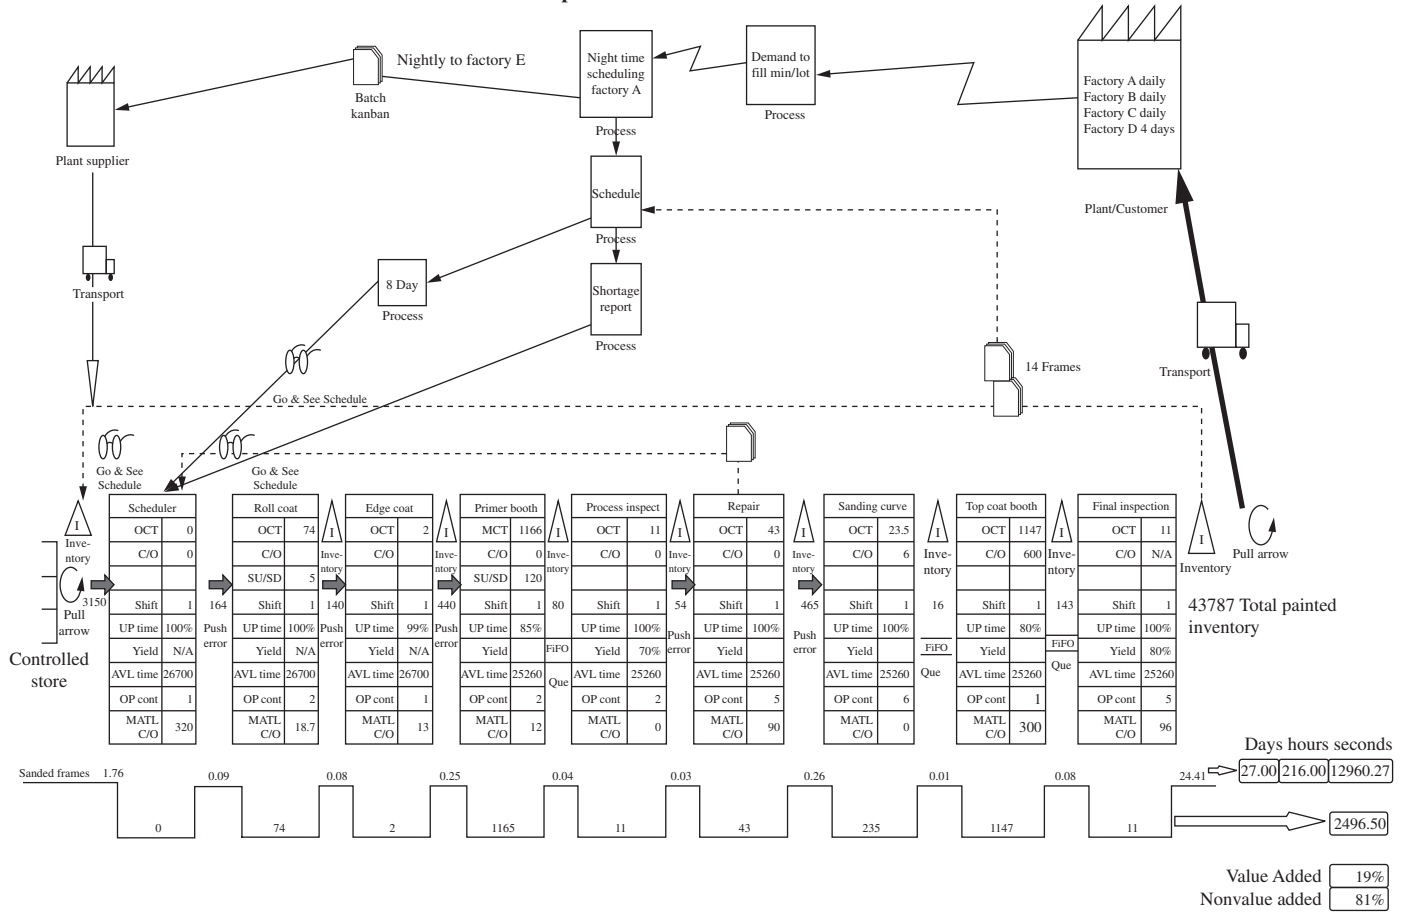 Nightly to factory E
Batch
kanban
Plant supplier
Night time
scheduling
factory A
Process
Demand to
fill min/lot
Process
Factory A daily
Factory B daily
Factory C daily
Factory D 4 days
Plant/Customer
Schedule
Process
Transport
8 Day
Process
Shortage
report
Process
14 Frames
Transport
Go & See Schedule
Go & See
Schedule
Go & See
Schedule
I
Inve-
ntory
3150
Pull
arrow
Controlled
store
Scheduler
OCT 0
C/O 0
Shift 1
UP time 100%
Yield N/A
AVL time 26700
OP cont 1
MATL
C/O 320
164
Push
error
Roll coat
OCT 74
C/O
SU/SD 5
Shift 1
UP time 100%
Yield N/A
AVL time 26700
OP cont 2
MATL
C/O 18.7
I
Inve-
ntory
140
Push
error
Edge coat
OCT 2
C/O
Shift 1
UP time 99%
Yield N/A
AVL time 26700
OP cont 1
MATL
C/O 13
I
Inve-
ntory
440
Push
error
Primer booth
MCT 1166
C/O 0
SU/SD 120
Shift 1
UP time 85%
Yield
AVL time 25260
OP cont 2
MATL
C/O 12
I
Inve-
ntory
80
FiFO
Que
Process inspect
OCT 11
C/O 0
Shift 1
UP time 100%
Yield 70%
AVL time 25260
OP cont 2
MATL
C/O 0
I
Inve-
ntory
54
Push
error
Repair
OCT 43
C/O 0
Shift 1
UP time 100%
Yield
AVL time 25260
OP cont 5
MATL
C/O 90
I
Inve-
ntory
465
Push
error
Sanding curve
OCT 23.5
C/O 6
Shift 1
UP time 100%
Yield
AVL time 25260
OP cont 6
MATL
C/O 0
I
Inve-
ntory
16
FiFO
Que
Top coat booth
OCT 1147
C/O 600
Shift 1
UP time 80%
Yield
AVL time 25260
OP cont 1
MATL
C/O 300
I
Inve-
ntory
143
FiFO
Que
Final inspection
OCT 11
C/O N/A
Shift 1
UP time 100%
Yield 80%
AVL time 25260
OP cont 5
MATL
C/O 96
I
Inventory
Pull arrow
43787 Total painted
inventory
Days hours seconds
Sanded frames 1.76 0.09 0.08 0.25 0.04 0.03 0.26 0.01 0.08 24.41 27.00 216.00 12960.27
0 74 2 1165 11 43 235 1147 11 2496.50
Value Added 19%
Nonvalue added 81%